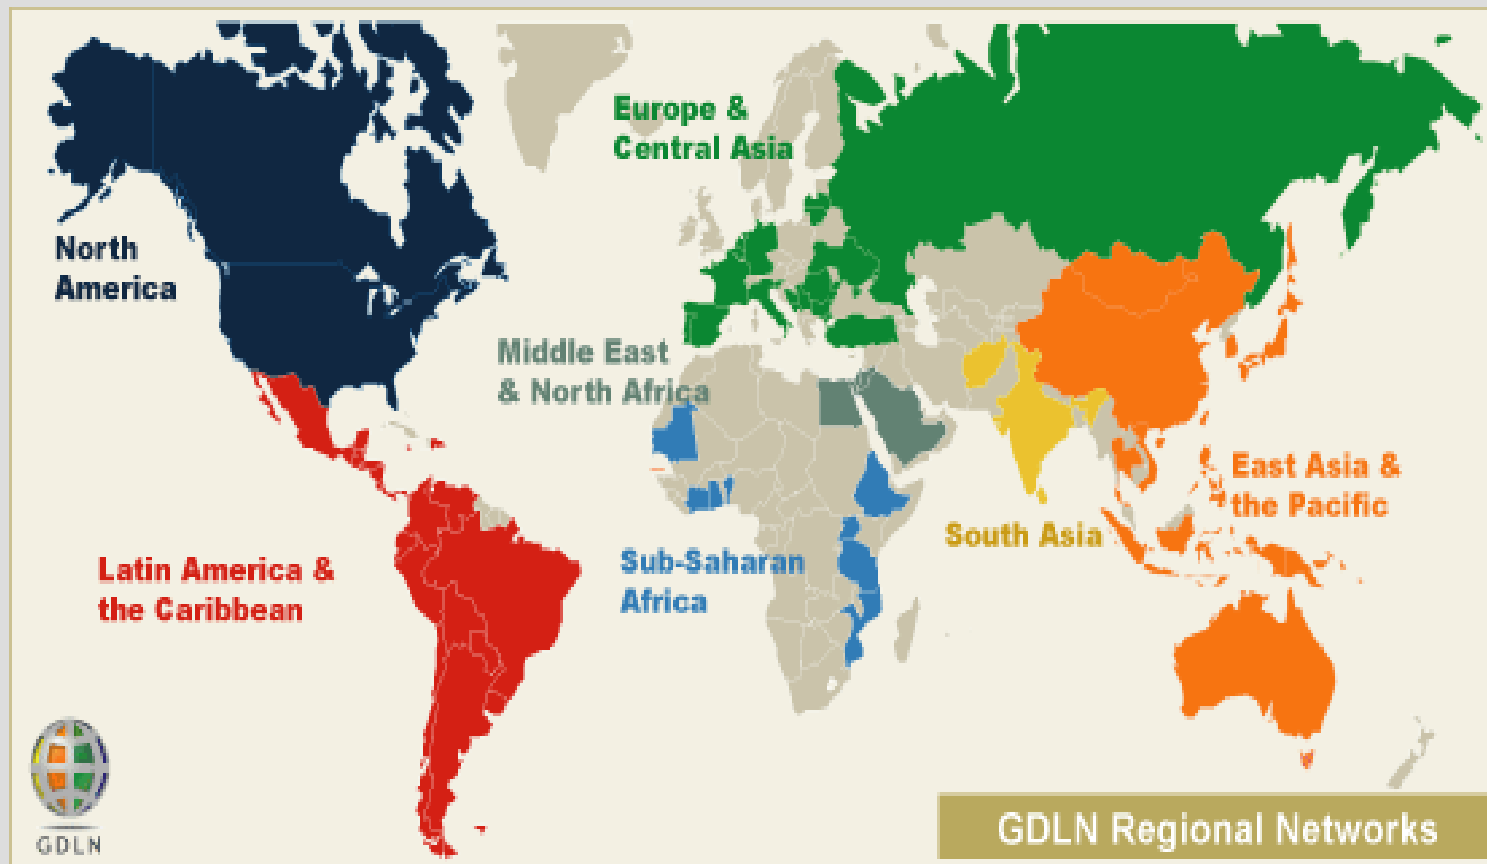 Europe &
Central Asia
North
America
Middle East
& North Africa
East Asia &
the Pacific
South Asia
Latin America &
the Caribbean
Sub-Saharan
Africa
GDLN
GDLN Regional Networks